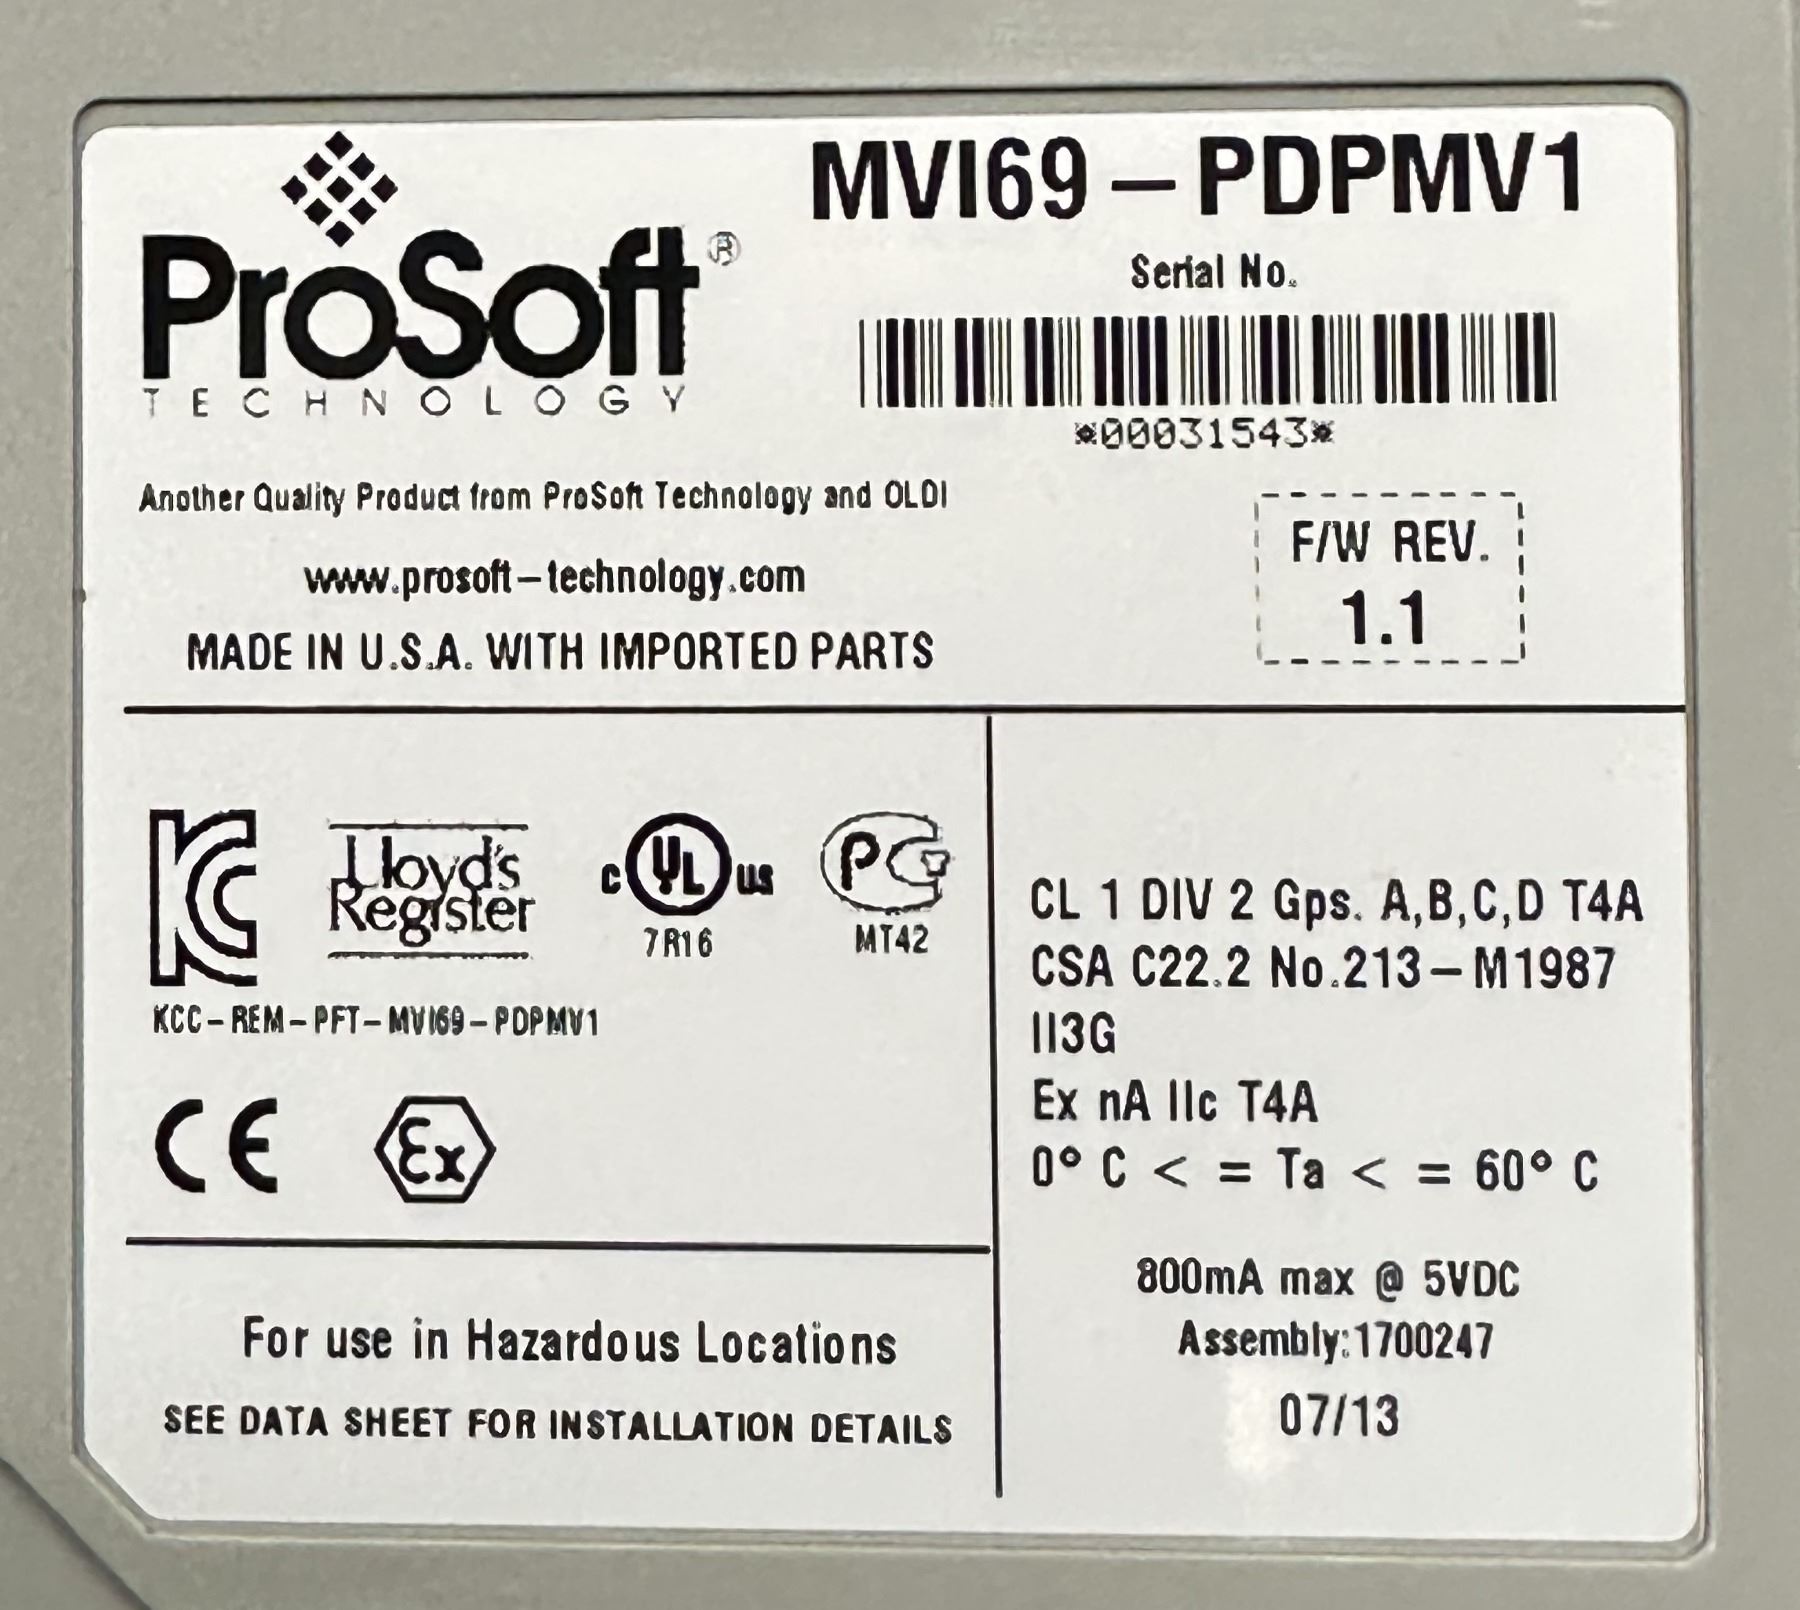 ProSoft®
TECHNOLOGY
MVI69-PDPMV1
Serial No.
*00031543*
Another Quality Product from ProSoft Technology and OLDI
www.prosoft-technology.com
MADE IN U.S.A. WITH IMPORTED PARTS
F/W REV.
1.1
KC
Lloyd's
Register
c UL us
7R16
PC
MT42
KCC-REM-PFT-MVI69-PDPMV1
CE
Ex
For use in Hazardous Locations
SEE DATA SHEET FOR INSTALLATION DETAILS
CL 1 DIV 2 Gps. A,B,C,D T4A
CSA C22.2 No.213-M1987
II3G
Ex nA IIc T4A
0° C < = Ta < = 60° C
800mA max @ 5VDC
Assembly:1700247
07/13